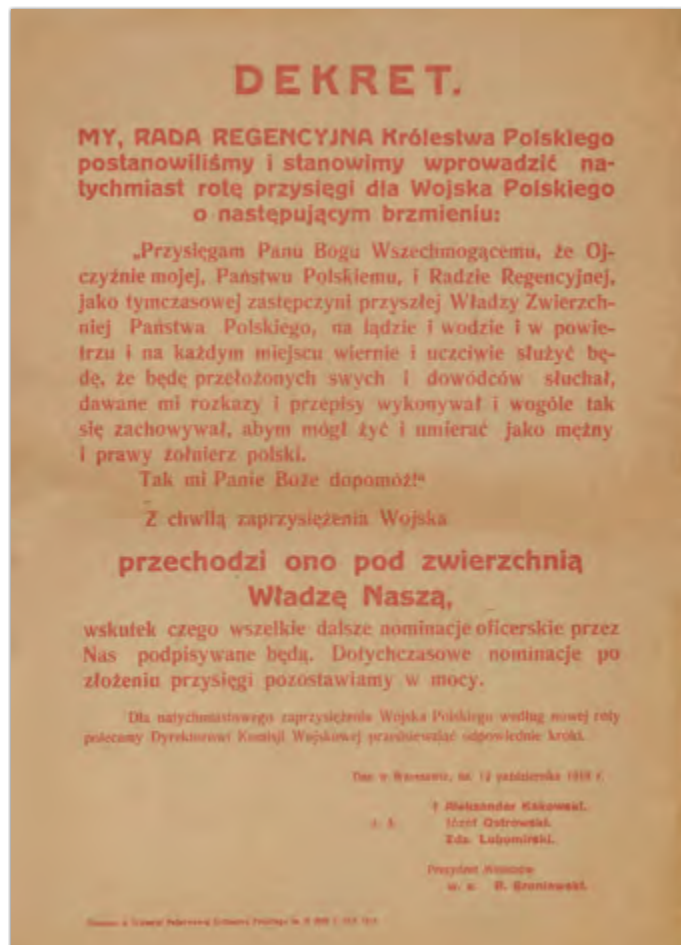 DEKRET.
MY, RADA REGENCYJNA Królestwa Polskiego
postanowiliśmy i stanowimy wprowadzić na-
tychmiast rotę przysięgi dla Wojska Polskiego
o następującym brzmieniu:
„Przysięgam Panu Bogu Wszechmogącemu, że Oj-
czyźnie mojej, Państwu Polskiemu, i Radzie Regencyjnej,
jako tymczasowej zastępczyni przyszłej Władzy Zwierzch-
niej Państwa Polskiego, na lądzie i wodzie i w powie-
trzu i na każdym miejscu wiernie i uczciwie służyć bę-
dę, że będę przełożonych swych i dowódców słuchał,
dawane mi rozkazy i przepisy wykonywał i wogóle tak
się zachowywał, abym mógł żyć i umierać jako mężny
i prawy żołnierz polski.
Tak mi Panie Boże dopomóż!“
Z chwilą zaprzysiężenia Wojska
przechodzi ono pod zwierzchnią
Władzę Naszą,
wskutek czego wszelkie dalsze nominacje oficerskie przez
Nas podpisywane będą. Dotychczasowe nominacje po
złożeniu przysięgi pozostawiamy w mocy.
Dla natychmiastowego zaprzysiężenia Wojska Polskiego według nowej roty
polecamy Dyrektorowi Komisji Wojskowej przedsięwziąć odpowiednie kroki.
Dan w Warszawie, dn. 12 października 1918 r.
† Aleksander Kakowski.
Józef Ostrowski.
Zdz. Lubomirski.
Prezydent Ministrów
w. z. B. Broniewski.